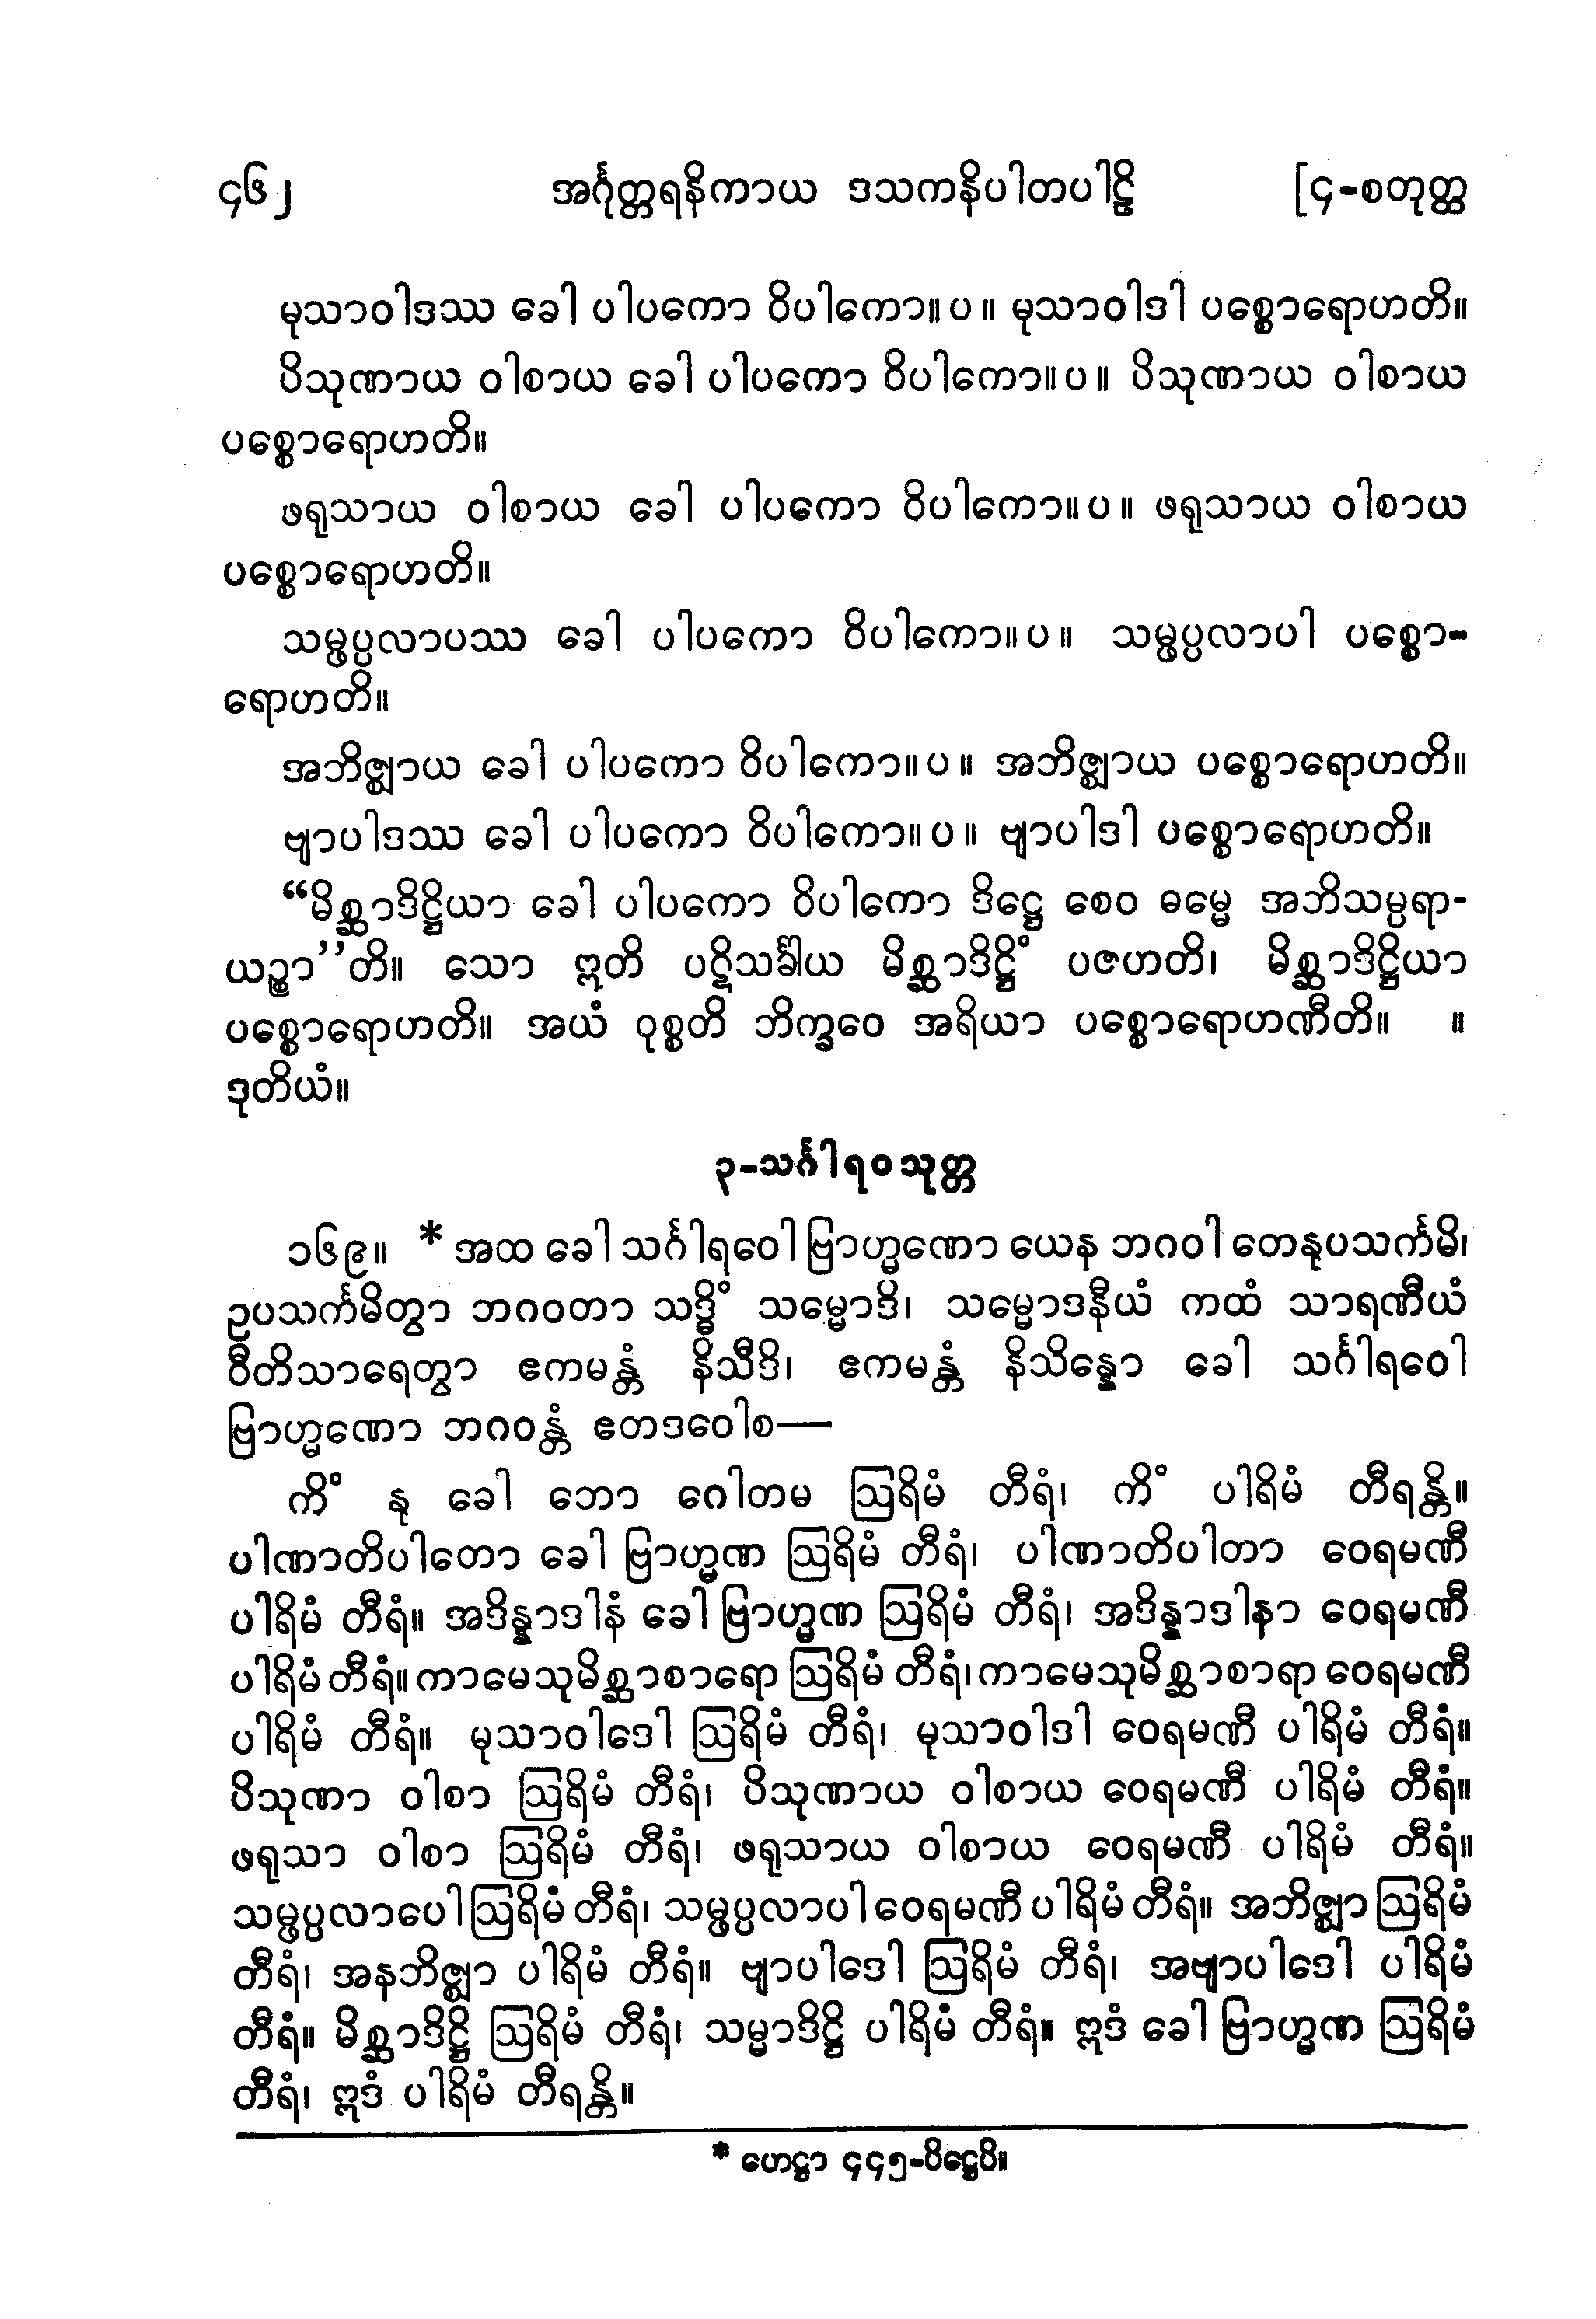 ၄၆၂ အင်္ဂုတ္တရနိကာယ ဒသကနိပါတပါဠိ [၄-စတုတ္ထ
မုသာဝါဒဿ ခေါ ပါပကော ဝိပါကော။ပ။ မုသာဝါဒါ ပစ္စောရောဟတိ။
ပိသုဏာယ ဝါစာယ ခေါ ပါပကော ဝိပါကော။ပ။ ပိသုဏာယ ဝါစာယ
ပစ္စောရောဟတိ။
ဖရုသာယ ဝါစာယ ခေါ ပါပကော ဝိပါကော။ပ။ ဖရုသာယ ဝါစာယ
ပစ္စောရောဟတိ။
သမ္ဖပ္ပလာပဿ ခေါ ပါပကော ဝိပါကော။ပ။ သမ္ဖပ္ပလာပါ ပစ္စော-
ရောဟတိ။
အဘိဇ္ဈာယ ခေါ ပါပကော ဝိပါကော။ပ။ အဘိဇ္ဈာယ ပစ္စောရောဟတိ။
ဗျာပါဒဿ ခေါ ပါပကော ဝိပါကော။ပ။ ဗျာပါဒါ ပစ္စောရောဟတိ။
“မိစ္ဆာဒိဋ္ဌိယာ ခေါ ပါပကော ဝိပါကော ဒိဋ္ဌေ စေဝ ဓမ္မေ အဘိသမ္ပရာ-
ယဉ္စာ’’တိ။ သော ဣတိ ပဋိသင်္ခါယ မိစ္ဆာဒိဋ္ဌိံ ပဇဟတိ၊ မိစ္ဆာဒိဋ္ဌိယာ
ပစ္စောရောဟတိ။ အယံ ဝုစ္စတိ ဘိက္ခဝေ အရိယာ ပစ္စောရောဟဏီတိ။ ။
ဒုတိယံ။
၃-သင်္ဂါရဝသုတ္တ
၁၆၉။ * အထ ခေါ သင်္ဂါရဝေါ ဗြာဟ္မဏော ယေန ဘဂဝါ တေနုပသင်္ကမိ၊
ဥပသင်္ကမိတွာ ဘဂဝတာ သဒ္ဓိံ သမ္မောဒိ၊ သမ္မောဒနီယံ ကထံ သာရဏီယံ
ဝီတိသာရေတွာ ဧကမန္တံ နိသီဒိ၊ ဧကမန္တံ နိသိန္နော ခေါ သင်္ဂါရဝေါ
ဗြာဟ္မဏော ဘဂဝန္တံ ဧတဒဝေါစ—
ကိံ နု ခေါ ဘော ဂေါတမ ဩရိမံ တီရံ၊ ကိံ ပါရိမံ တီရန္တိ။
ပါဏာတိပါတော ခေါ ဗြာဟ္မဏ ဩရိမံ တီရံ၊ ပါဏာတိပါတာ ဝေရမဏီ
ပါရိမံ တီရံ။ အဒိန္နာဒါနံ ခေါ ဗြာဟ္မဏ ဩရိမံ တီရံ၊ အဒိန္နာဒါနာ ဝေရမဏီ
ပါရိမံ တီရံ။ ကာမေသုမိစ္ဆာစာရော ဩရိမံ တီရံ၊ ကာမေသုမိစ္ဆာစာရာ ဝေရမဏီ
ပါရိမံ တီရံ။ မုသာဝါဒေါ ဩရိမံ တီရံ၊ မုသာဝါဒါ ဝေရမဏီ ပါရိမံ တီရံ။
ပိသုဏာ ဝါစာ ဩရိမံ တီရံ၊ ပိသုဏာယ ဝါစာယ ဝေရမဏီ ပါရိမံ တီရံ။
ဖရုသာ ဝါစာ ဩရိမံ တီရံ၊ ဖရုသာယ ဝါစာယ ဝေရမဏီ ပါရိမံ တီရံ။
သမ္ဖပ္ပလာပေါ ဩရိမံ တီရံ၊ သမ္ဖပ္ပလာပါ ဝေရမဏီ ပါရိမံ တီရံ။ အဘိဇ္ဈာ ဩရိမံ
တီရံ၊ အနဘိဇ္ဈာ ပါရိမံ တီရံ။ ဗျာပါဒေါ ဩရိမံ တီရံ၊ အဗျာပါဒေါ ပါရိမံ
တီရံ။ မိစ္ဆာဒိဋ္ဌိ ဩရိမံ တီရံ၊ သမ္မာဒိဋ္ဌိ ပါရိမံ တီရံ။ ဣဒံ ခေါ ဗြာဟ္မဏ ဩရိမံ
တီရံ၊ ဣဒံ ပါရိမံ တီရန္တိ။
* ဟေဋ္ဌာ ၄၄၅-ပိဋ္ဌေပိ။